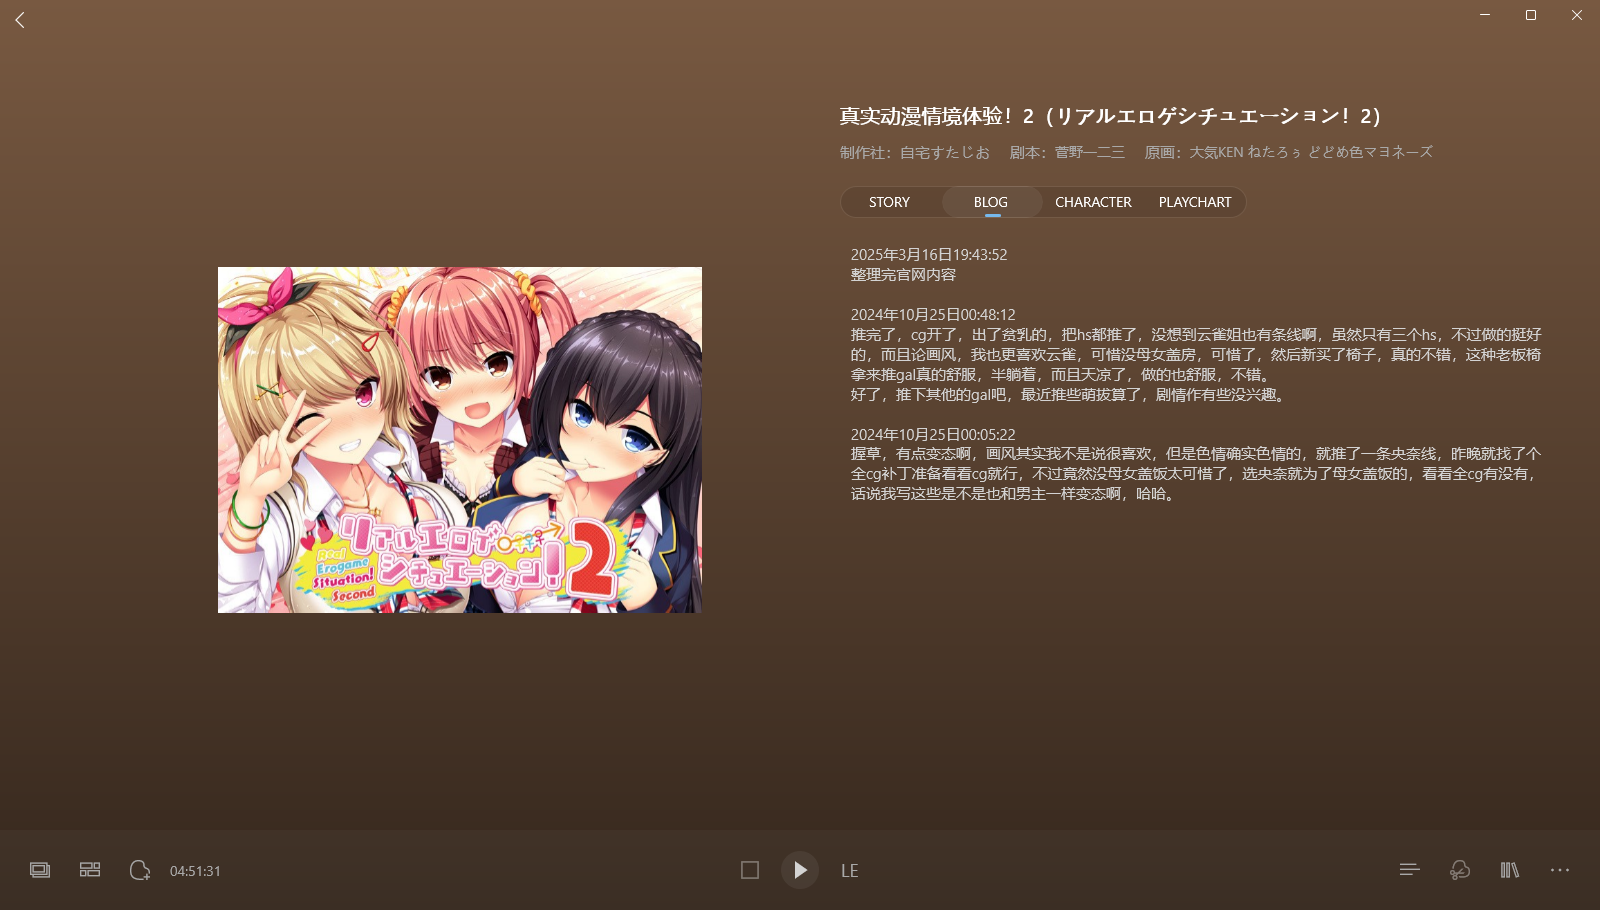 真实动漫情境体验！2（リアルエロゲシチュエーション！2）
制作社：自宅すたじお 剧本：菅野一二三 原画：大気KEN ねたろぅ どどめ色マヨネーズ
STORY BLOG CHARACTER PLAYCHART
2025年3月16日19:43:52
整理完官网内容
2024年10月25日00:48:12
推完了，cg开了，出了贫乳的，把hs都推了，没想到云雀姐也有条线啊，虽然只有三个hs，不过做的挺好
的，而且论画风，我也更喜欢云雀，可惜没母女盖房，可惜了，然后新买了椅子，真的不错，这种老板椅
拿来推gal真的舒服，半躺着，而且天凉了，做的也舒服，不错。
好了，推下其他的gal吧，最近推些萌拔算了，剧情作有些没兴趣。
2024年10月25日00:05:22
握草，有点变态啊，画风其实我不是说很喜欢，但是色情确实色情的，就推了一条央奈线，昨晚就找了个
全cg补丁准备看看cg就行，不过竟然没母女盖饭太可惜了，选央奈就为了母女盖饭的，看看全cg有没有，
话说我写这些是不是也和男主一样变态啊，哈哈。
リアルエロゲ
シチュエーション！2
Real
Erogame
Situation!
Second
04:51:31
LE